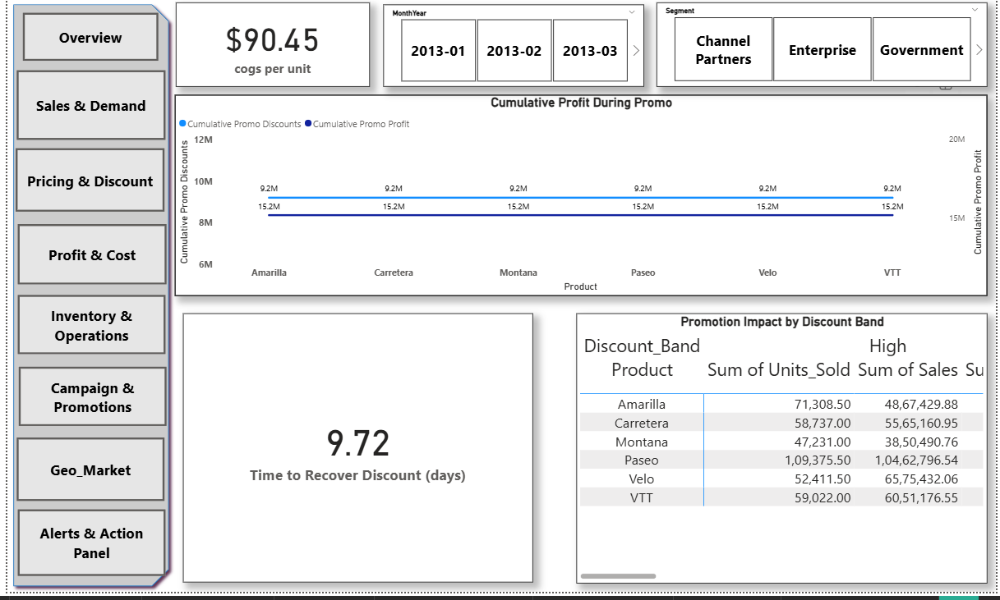 Overview
Sales & Demand
Pricing & Discount
Profit & Cost
Inventory &
Operations
Campaign &
Promotions
Geo_Market
Alerts & Action
Panel
$90.45
cogs per unit
MonthYear
2013-01 2013-02 2013-03
Segment
Channel
Partners
Enterprise
Government
Cumulative Profit During Promo
Cumulative Promo Discounts Cumulative Promo Profit
Cumulative Promo Discounts
12M
10M
8M
6M
9.2M 9.2M 9.2M 9.2M 9.2M 9.2M
15.2M 15.2M 15.2M 15.2M 15.2M 15.2M
20M
15M
Cumulative Promo Profit
Amarilla Carretera Montana Paseo Velo VTT
Product
9.72
Time to Recover Discount (days)
Promotion Impact by Discount Band
Discount_Band High
Product Sum of Units_Sold Sum of Sales Su
Amarilla 71,308.50 48,67,429.88
Carretera 58,737.00 55,65,160.95
Montana 47,231.00 38,50,490.76
Paseo 1,09,375.50 1,04,62,796.54
Velo 52,411.50 65,75,432.06
VTT 59,022.00 60,51,176.55